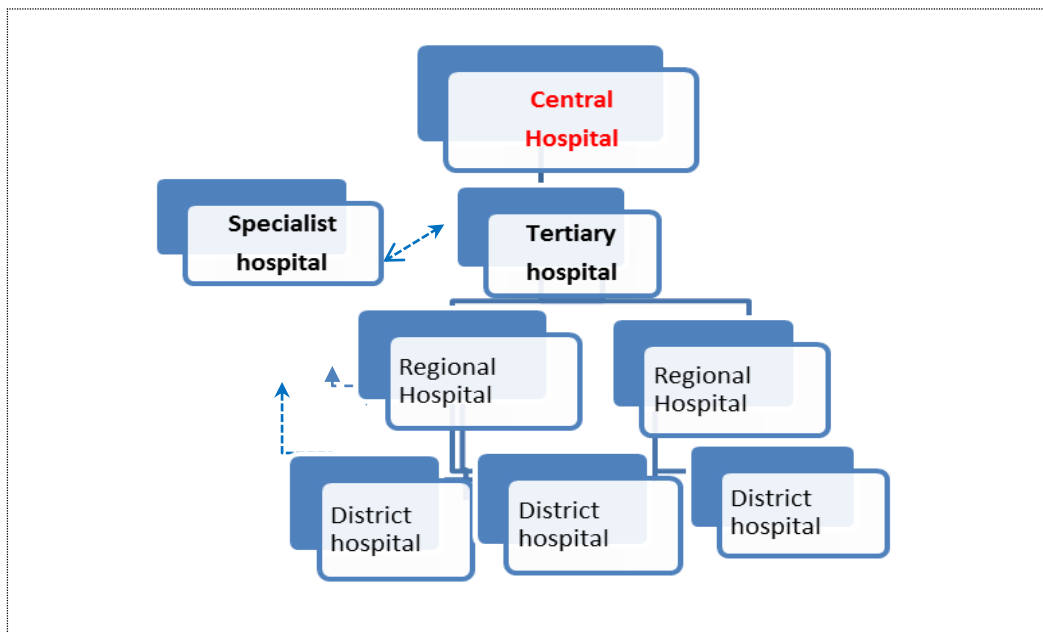 Central
Hospital
Specialist
hospital
Tertiary
hospital
Regional
Hospital
Regional
Hospital
District
hospital
District
hospital
District
hospital